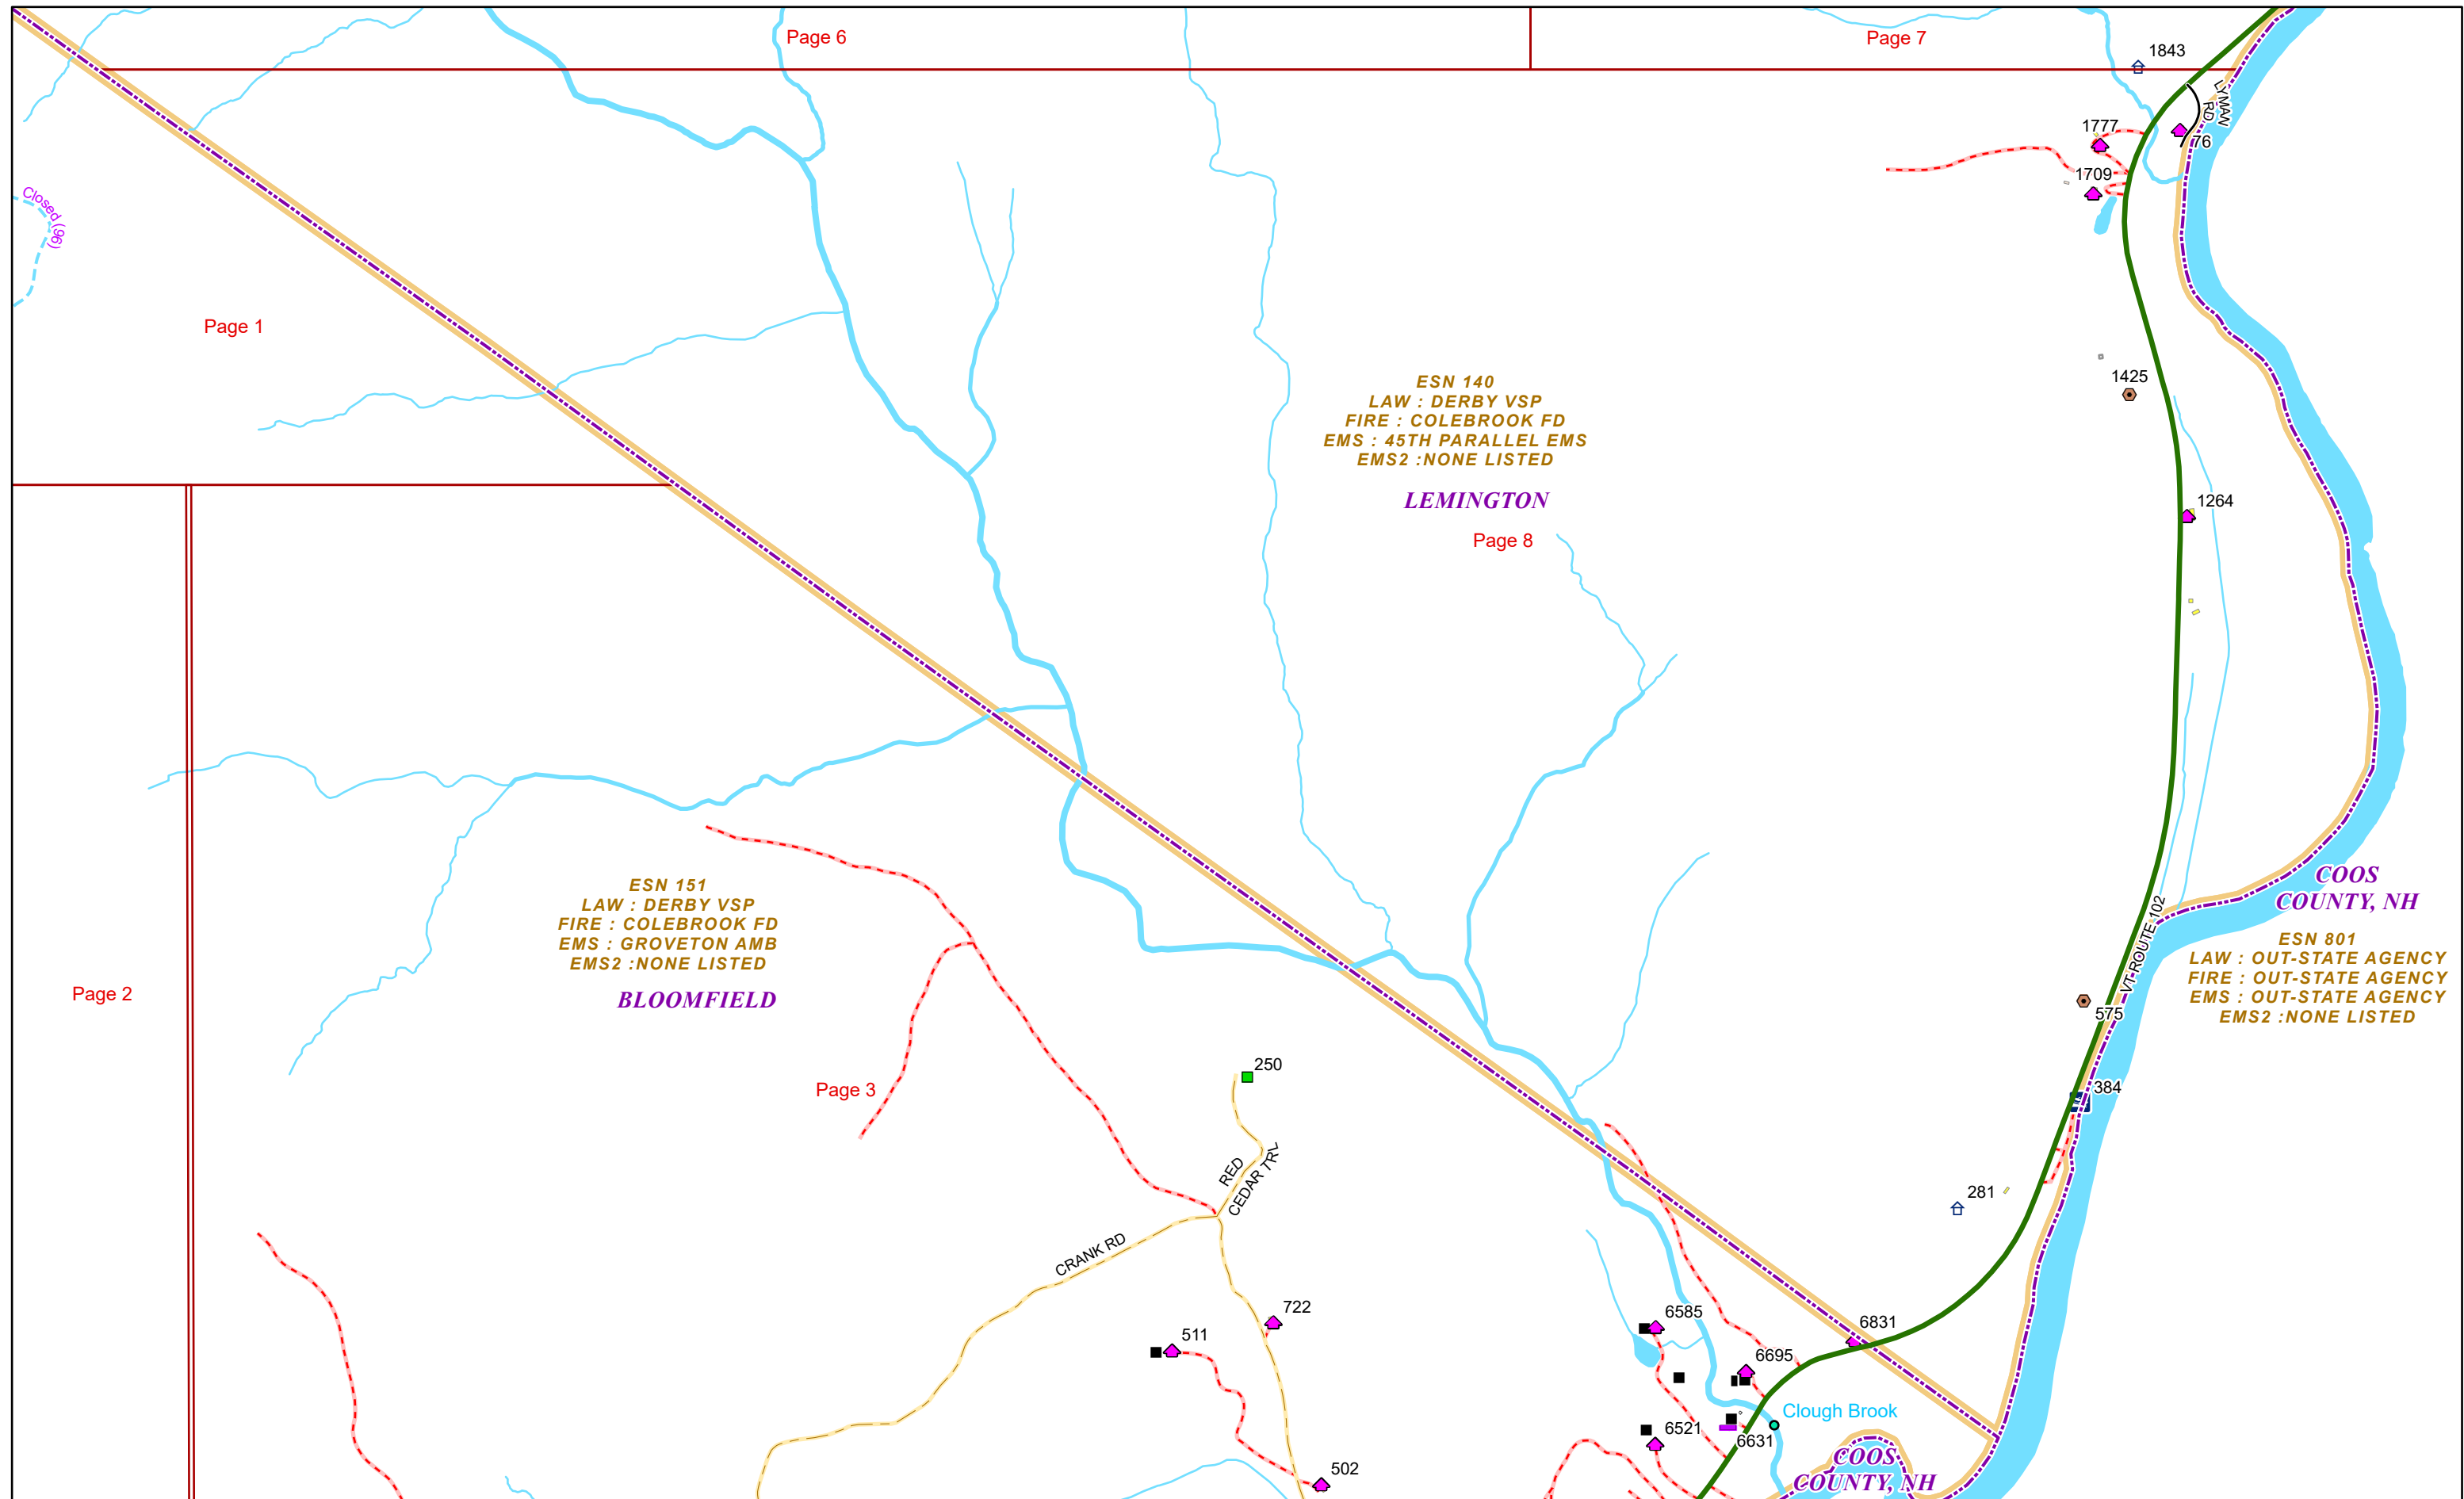 Page 6
Page 7
1843
LYMAN
RD
76
1777
1709
Closed (96)
Page 1
1425
ESN 140
LAW : DERBY VSP
FIRE : COLEBROOK FD
EMS : 45TH PARALLEL EMS
EMS2 :NONE LISTED
LEMINGTON
Page 8
1264
COOS
COUNTY, NH
ESN 801
LAW : OUT-STATE AGENCY
FIRE : OUT-STATE AGENCY
EMS : OUT-STATE AGENCY
EMS2 :NONE LISTED
VT ROUTE 102
575
384
281
ESN 151
LAW : DERBY VSP
FIRE : COLEBROOK FD
EMS : GROVETON AMB
EMS2 :NONE LISTED
BLOOMFIELD
Page 2
Page 3
250
RED
CEDAR TRL
CRANK RD
722
511
502
6585
6831
6695
6521
6631
Clough Brook
COOS
COUNTY, NH